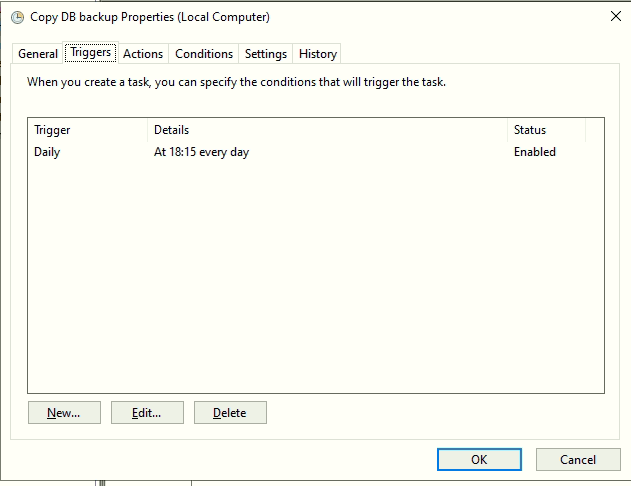 Copy DB backup Properties (Local Computer)
General Triggers Actions Conditions Settings History
When you create a task, you can specify the conditions that will trigger the task.
Trigger Details Status
Daily At 18:15 every day Enabled
New... Edit... Delete
OK Cancel